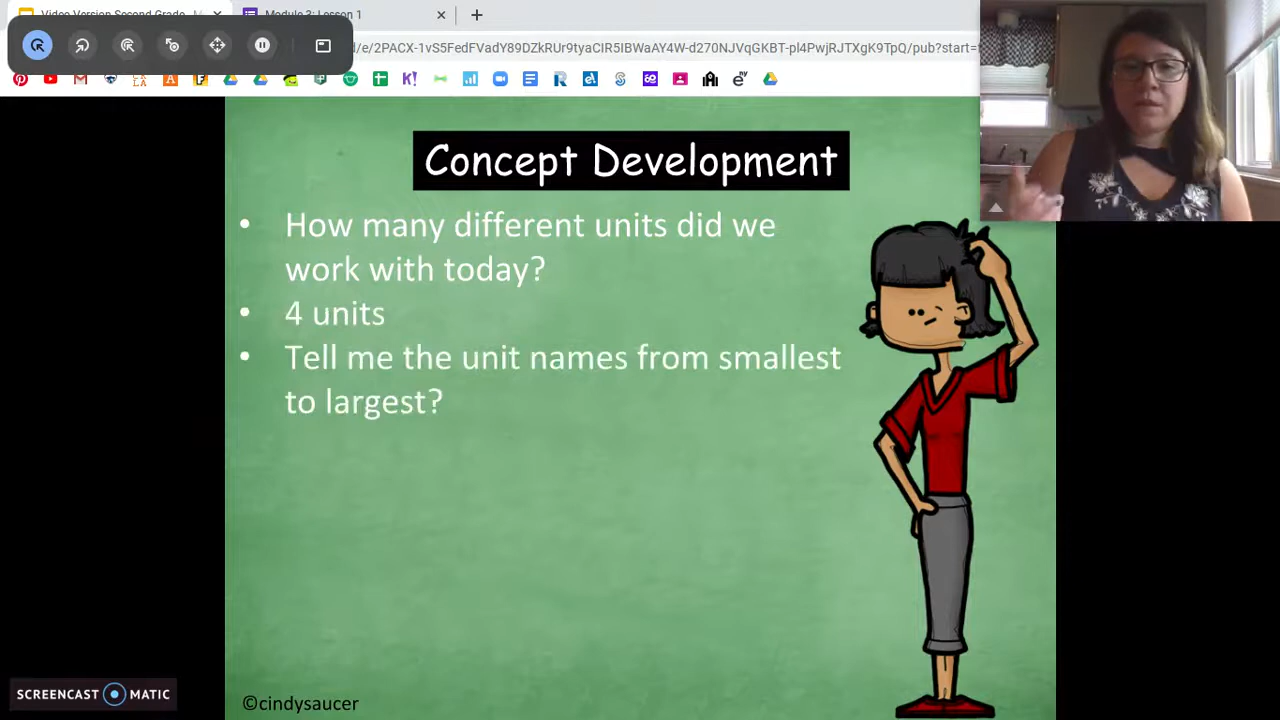 Video Version Second Grade
Module 3: Lesson 1
d/e/2PACX-1vS5FedFVadY89DZkRUr9tyaCIR5IBWaAY4W-d270NJVqGKBT-pl4PwjRJTXgK9TpQ/pub?start=
Concept Development
• How many different units did we
work with today?
• 4 units
• Tell me the unit names from smallest
to largest?
SCREENCAST MATIC
©cindysaucer